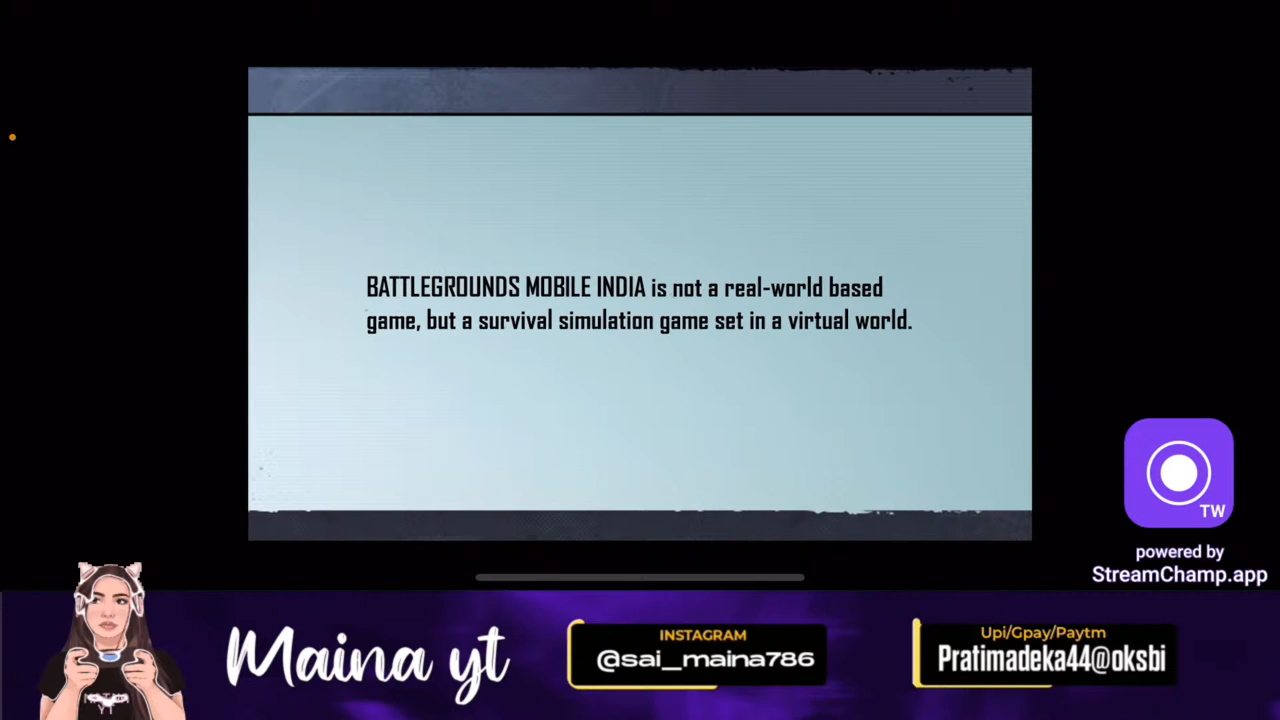 BATTLEGROUNDS MOBILE INDIA is not a real-world based
game, but a survival simulation game set in a virtual world.
TW
powered by
StreamChamp.app
Maina yt
INSTAGRAM
@sai_maina786
Upi/Gpay/Paytm
Pratimadeka44@oksbi